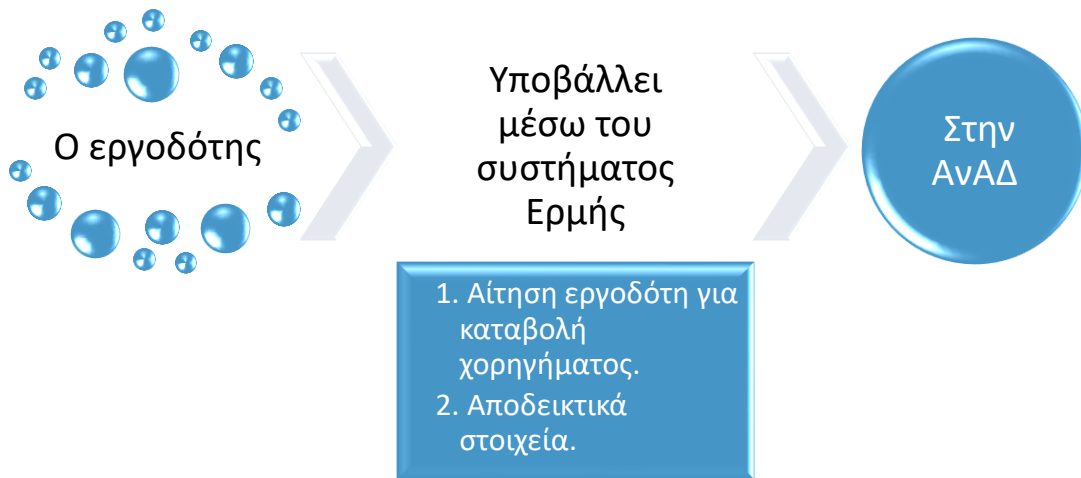 Ο εργοδότης
Υποβάλλει
μέσω του
συστήματος
Ερμής
Στην
ΑνΑΔ
1. Αίτηση εργοδότη για
καταβολή
χορηγήματος.
2. Αποδεικτικά
στοιχεία.